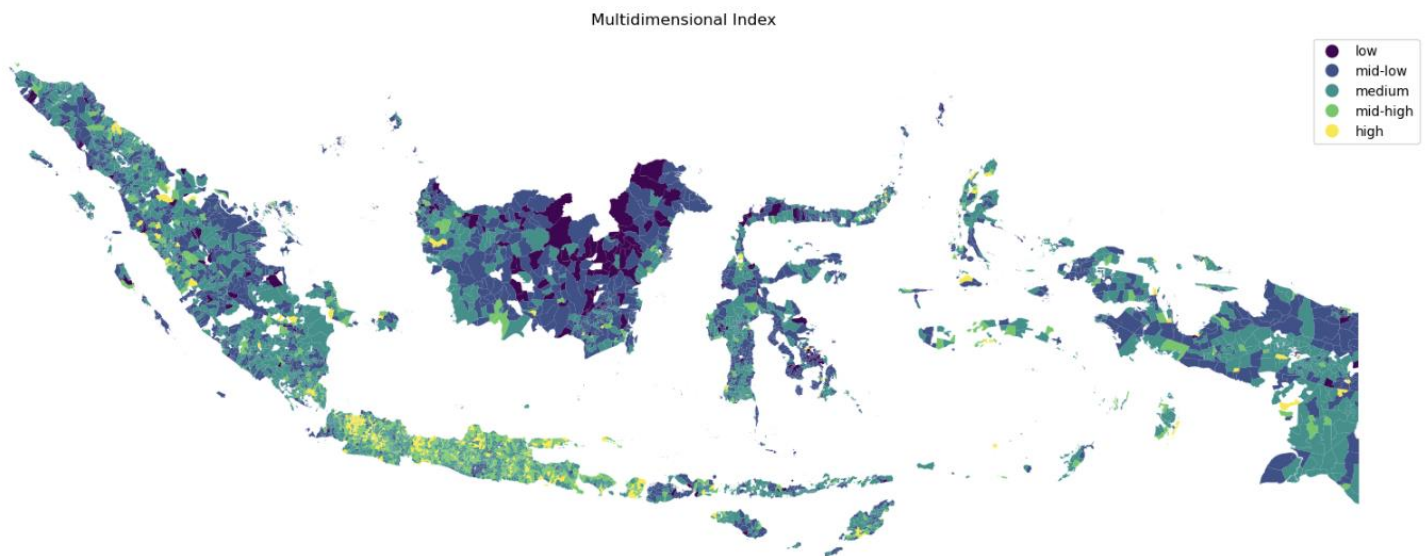 Multidimensional Index
low
mid-low
medium
mid-high
high